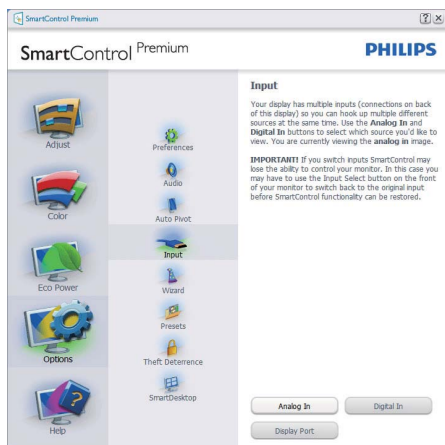 SmartControl Premium
SmartControl Premium
PHILIPS
Adjust
Color
Eco Power
Options
Help
Preferences
Audio
Auto Pivot
Input
Wizard
Presets
Theft Deterrence
SmartDesktop
Input
Your display has multiple inputs (connections on back
of this display) so you can hook up multiple different
sources at the same time. Use the Analog In and
Digital In buttons to select which source you'd like to
view. You are currently viewing the analog in image.
IMPORTANT! If you switch inputs SmartControl may
lose the ability to control your monitor. In this case you
may have to use the Input Select button on the front
of your monitor to switch back to the original input
before SmartControl functionality can be restored.
Analog In
Digital In
Display Port